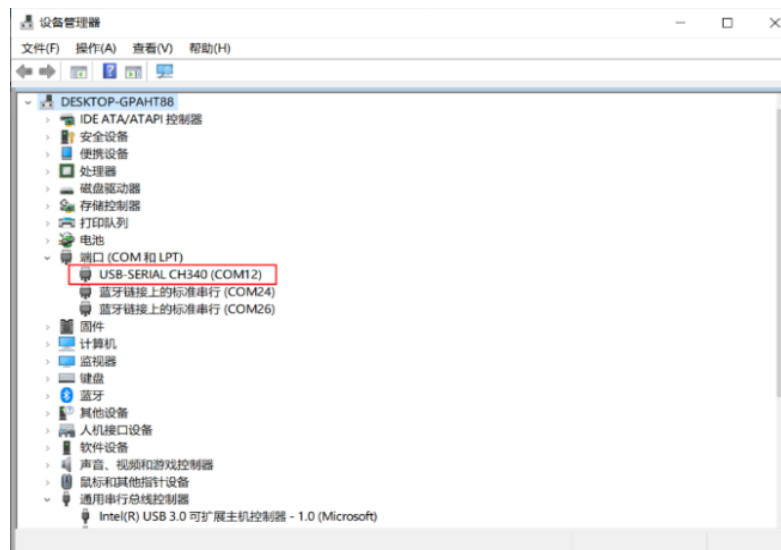 设备管理器
文件(F) 操作(A) 查看(V) 帮助(H)
DESKTOP-GPAHT88
IDE ATA/ATAPI 控制器
安全设备
便携设备
处理器
磁盘驱动器
存储控制器
打印队列
电池
端口 (COM 和 LPT)
USB-SERIAL CH340 (COM12)
蓝牙链接上的标准串行 (COM24)
蓝牙链接上的标准串行 (COM26)
固件
计算机
监视器
键盘
蓝牙
其他设备
人机接口设备
软件设备
声音、视频和游戏控制器
鼠标和其他指针设备
通用串行总线控制器
Intel(R) USB 3.0 可扩展主机控制器 - 1.0 (Microsoft)